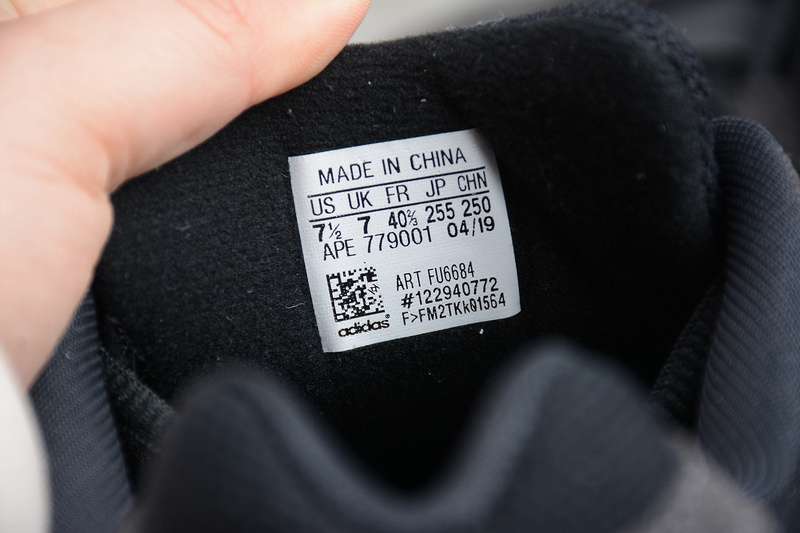 MADE IN CHINA
US UK FR JP CHN
7½ 7 40⅔ 255 250
APE 779001 04/19
ART FU6684
#122940772
F>FM2TKk01564
adidas